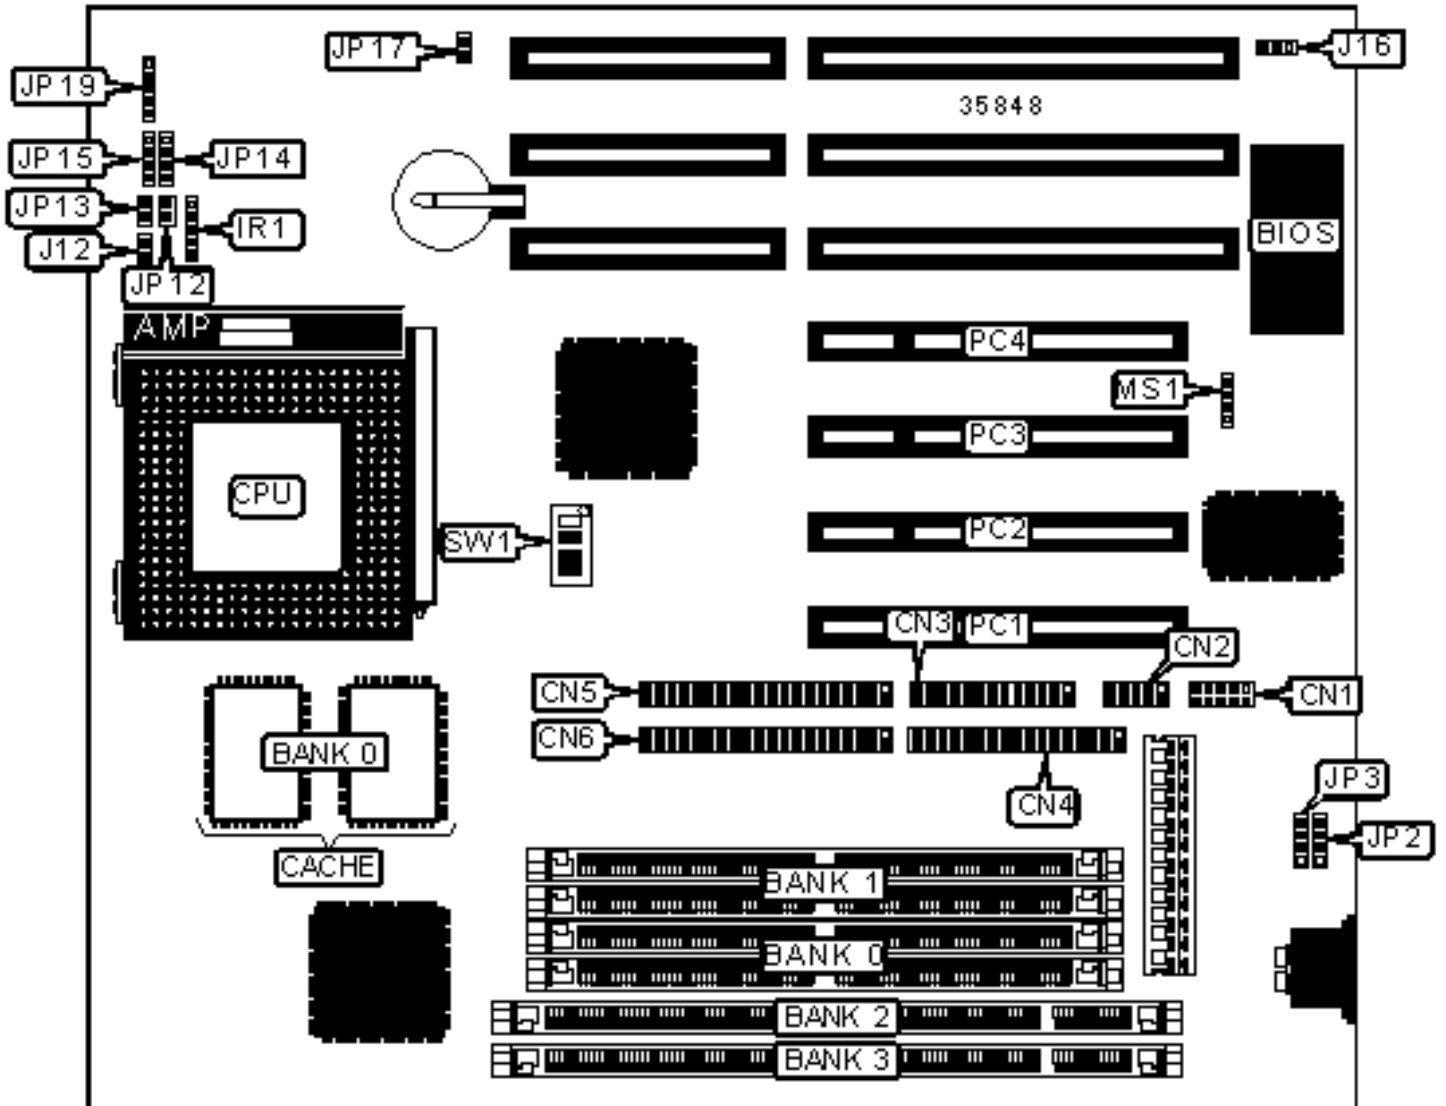 JP17
J16
JP19
35848
JP15
JP14
JP13
IR1
BIOS
J12
JP12
AMP
PC4
MS1
PC3
CPU
SW1
PC2
CN3
PC1
CN2
CN5
CN1
CN6
BANK 0
JP3
CN4
JP2
CACHE
BANK 1
BANK 0
BANK 2
BANK 3